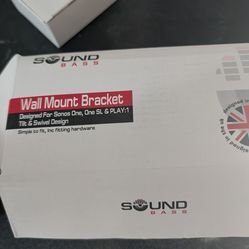 SOUND
BASS
Wall Mount Bracket
Designed For Sonos One, One SL & PLAY:1
Tilt & Swivel Design
Simple to fit, inc fitting hardware
SOUND
BASS